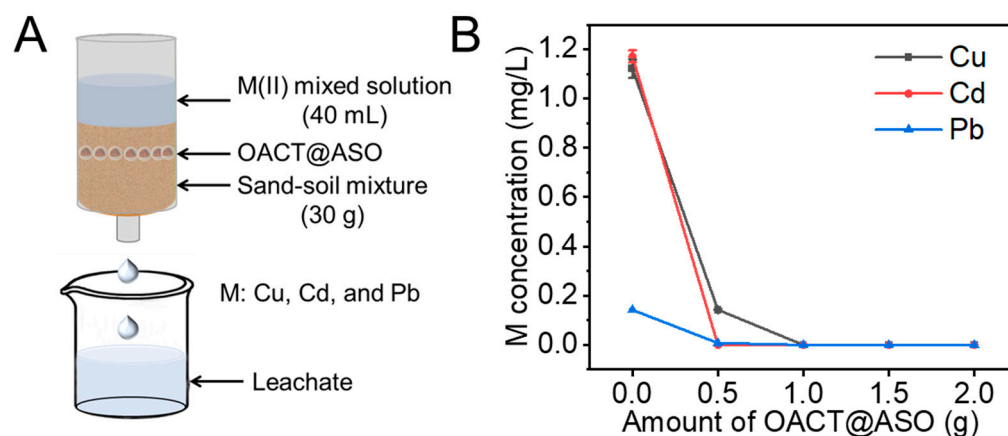 A
M(II) mixed solution
(40 mL)
OACT@ASO
Sand-soil mixture
(30 g)
M: Cu, Cd, and Pb
Leachate
B
M concentration (mg/L)
1.2
1.0
0.8
0.6
0.4
0.2
0.0
Cu
Cd
Pb
0.0 0.5 1.0 1.5 2.0
Amount of OACT@ASO (g)